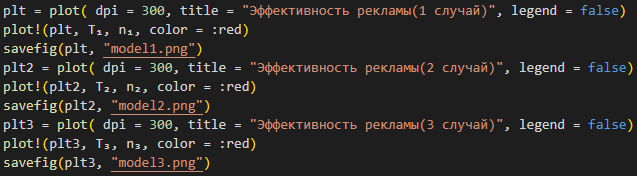 plt = plot( dpi = 300, title = "Эффективность рекламы(1 случай)", legend = false)
plot!(plt, T₁, n₁, color = :red)
savefig(plt, "model1.png")
plt2 = plot( dpi = 300, title = "Эффективность рекламы(2 случай)", legend = false)
plot!(plt2, T₂, n₂, color = :red)
savefig(plt2, "model2.png")
plt3 = plot( dpi = 300, title = "Эффективность рекламы(3 случай)", legend = false)
plot!(plt3, T₃, n₃, color = :red)
savefig(plt3, "model3.png")